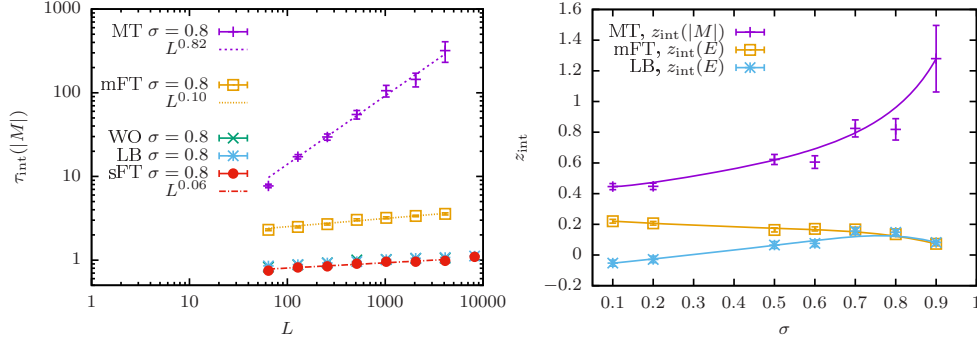 τint(|M|)
1000
100
10
1
1
10
100
1000
10000
L
MT σ = 0.8
L^0.82
mFT σ = 0.8
L^0.10
WO σ = 0.8
LB σ = 0.8
sFT σ = 0.8
L^0.06
zint
1.6
1.4
1.2
1
0.8
0.6
0.4
0.2
0
−0.2
0.1 0.2 0.3 0.4 0.5 0.6 0.7 0.8 0.9 1
σ
MT, zint(|M|)
mFT, zint(E)
LB, zint(E)